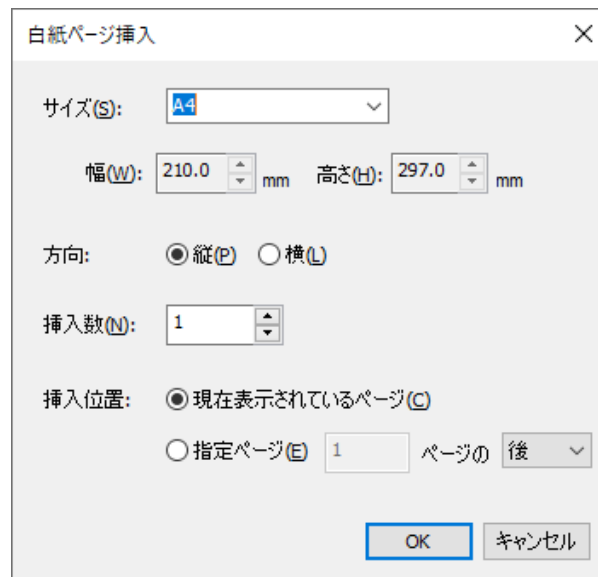 白紙ページ挿入
サイズ(S): A4
幅(W): 210.0 mm 高さ(H): 297.0 mm
方向: 縦(P) 横(L)
挿入数(N): 1
挿入位置: 現在表示されているページ(C)
指定ページ(E) 1 ページの 後
OK キャンセル